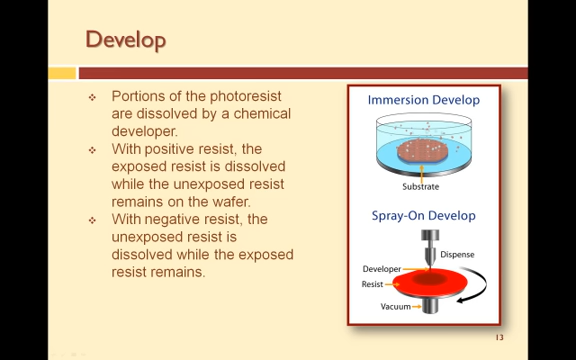 Develop
❖ Portions of the photoresist
are dissolved by a chemical
developer.
❖ With positive resist, the
exposed resist is dissolved
while the unexposed resist
remains on the wafer.
❖ With negative resist, the
unexposed resist is
dissolved while the exposed
resist remains.
Immersion Develop
Substrate
Spray-On Develop
Dispense
Developer
Resist
Vacuum
13